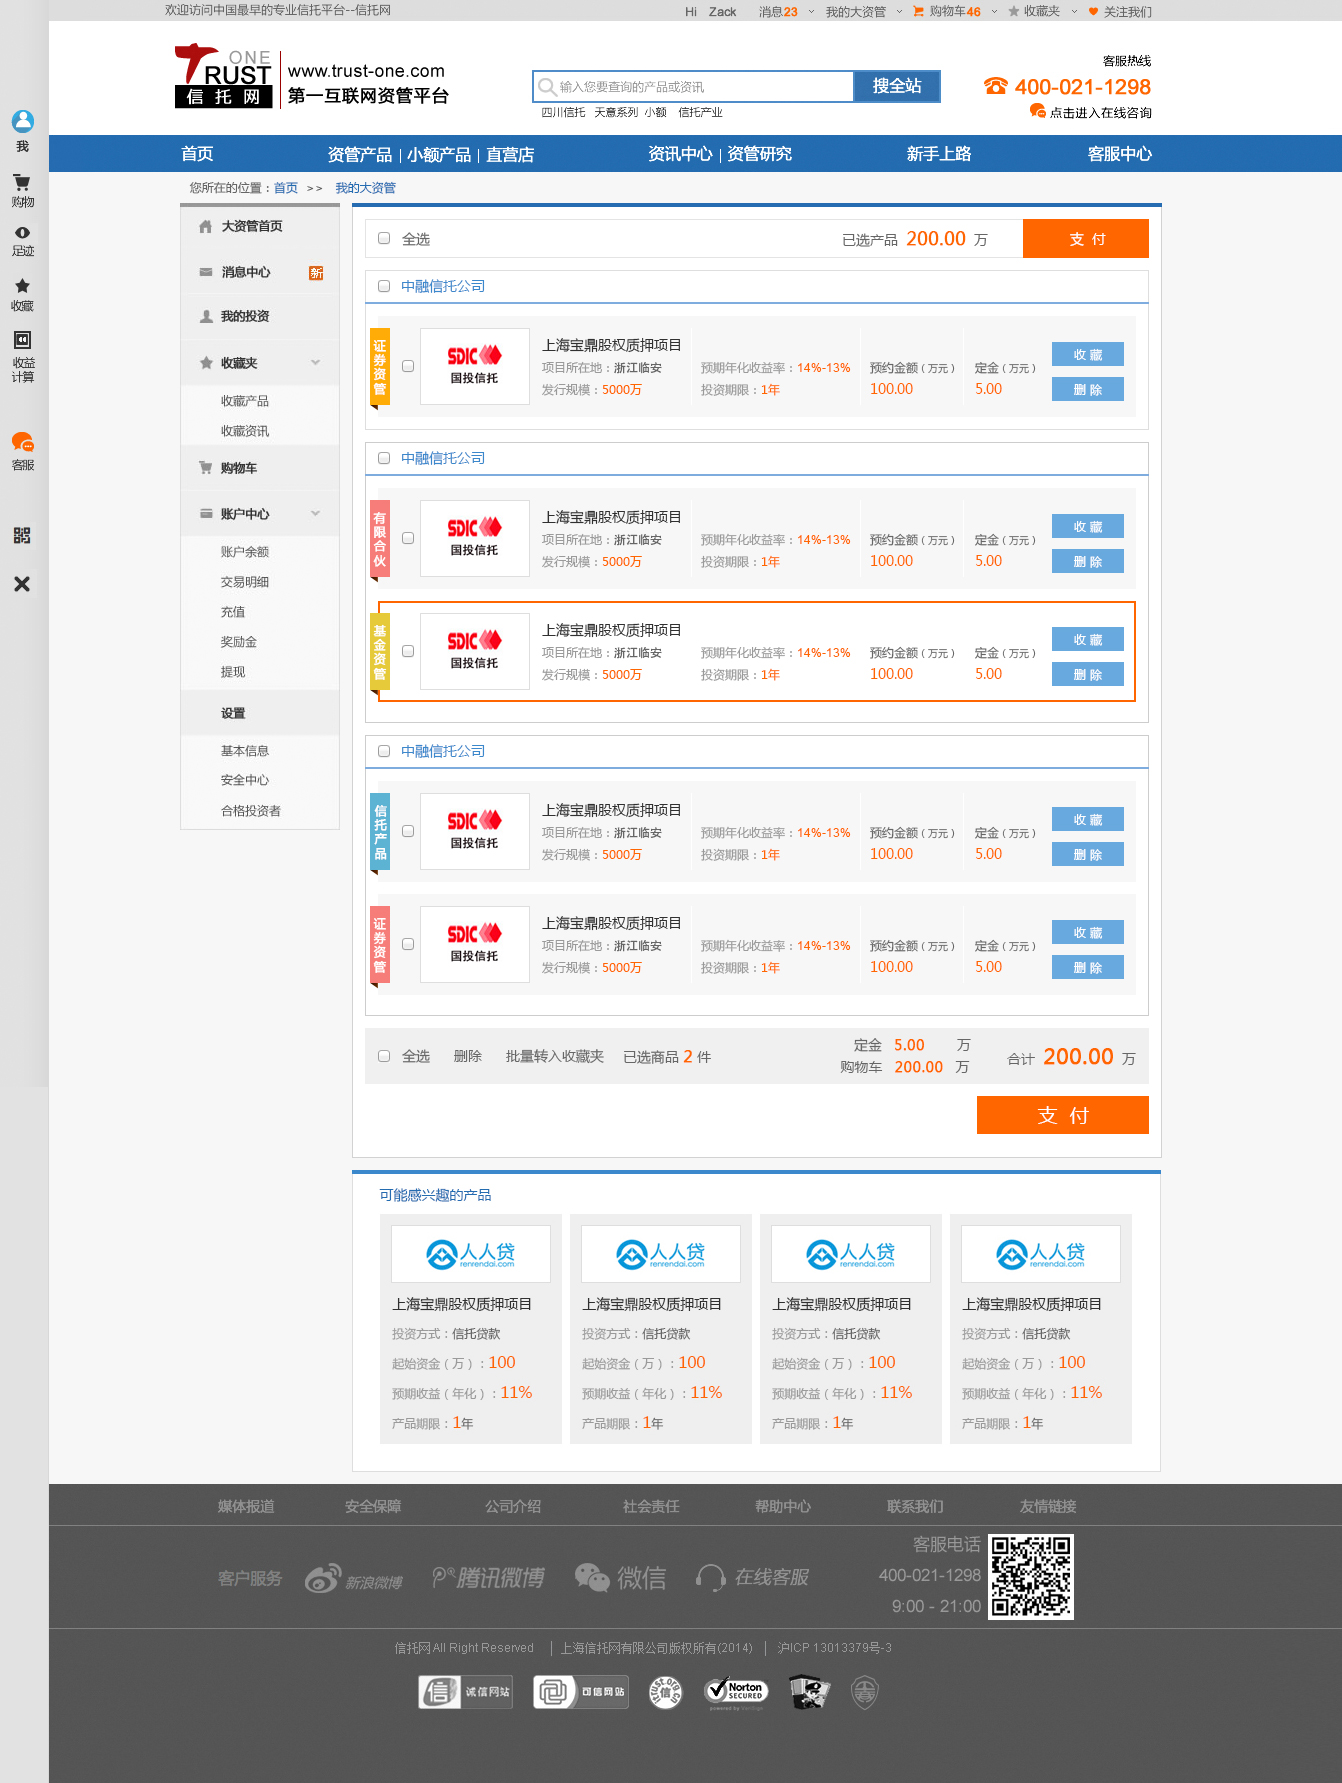 欢迎访问中国最早的专业信托平台--信托网
Hi Zack 消息23 我的大资管 购物车46 收藏夹 关注我们
TRUST ONE
信托网
www.trust-one.com
第一互联网资管平台
输入您要查询的产品或资讯
搜全站
四川信托 天意系列 小额 信托产业
客服热线
400-021-1298
点击进入在线咨询
首页 资管产品 | 小额产品 | 直营店 资讯中心 | 资管研究 新手上路 客服中心
我
购物
足迹
收藏
收益
计算
客服
您所在的位置：首页 >> 我的大资管
大资管首页
消息中心 新
我的投资
收藏夹
收藏产品
收藏资讯
购物车
账户中心
账户余额
交易明细
充值
奖励金
提现
设置
基本信息
安全中心
合格投资者
全选 已选产品 200.00 万 支 付
中融信托公司
证券资管
SDIC
国投信托
上海宝鼎股权质押项目
项目所在地：浙江临安 预期年化收益率：14%-13% 预约金额（万元） 定金（万元）
发行规模：5000万 投资期限：1年 100.00 5.00
收 藏
删 除
中融信托公司
有限合伙
SDIC
国投信托
上海宝鼎股权质押项目
项目所在地：浙江临安 预期年化收益率：14%-13% 预约金额（万元） 定金（万元）
发行规模：5000万 投资期限：1年 100.00 5.00
收 藏
删 除
基金资管
SDIC
国投信托
上海宝鼎股权质押项目
项目所在地：浙江临安 预期年化收益率：14%-13% 预约金额（万元） 定金（万元）
发行规模：5000万 投资期限：1年 100.00 5.00
收 藏
删 除
中融信托公司
信托产品
SDIC
国投信托
上海宝鼎股权质押项目
项目所在地：浙江临安 预期年化收益率：14%-13% 预约金额（万元） 定金（万元）
发行规模：5000万 投资期限：1年 100.00 5.00
收 藏
删 除
证券资管
SDIC
国投信托
上海宝鼎股权质押项目
项目所在地：浙江临安 预期年化收益率：14%-13% 预约金额（万元） 定金（万元）
发行规模：5000万 投资期限：1年 100.00 5.00
收 藏
删 除
全选 删除 批量转入收藏夹 已选商品 2 件
定金 5.00 万
购物车 200.00 万
合计 200.00 万
支 付
可能感兴趣的产品
人人贷 人人贷 人人贷 人人贷
renrendai.com renrendai.com renrendai.com renrendai.com
上海宝鼎股权质押项目 上海宝鼎股权质押项目 上海宝鼎股权质押项目 上海宝鼎股权质押项目
投资方式：信托贷款 投资方式：信托贷款 投资方式：信托贷款 投资方式：信托贷款
起始资金（万）：100 起始资金（万）：100 起始资金（万）：100 起始资金（万）：100
预期收益（年化）：11% 预期收益（年化）：11% 预期收益（年化）：11% 预期收益（年化）：11%
产品期限：1年 产品期限：1年 产品期限：1年 产品期限：1年
媒体报道 安全保障 公司介绍 社会责任 帮助中心 联系我们 友情链接
客户服务 新浪微博 腾讯微博 微信 在线客服
客服电话
400-021-1298
9:00 - 21:00
信托网 All Right Reserved | 上海信托网有限公司版权所有(2014) | 沪ICP 13013379号-3
信 诚信网站 可信网站 trust.org.cn 信 Norton SECURED